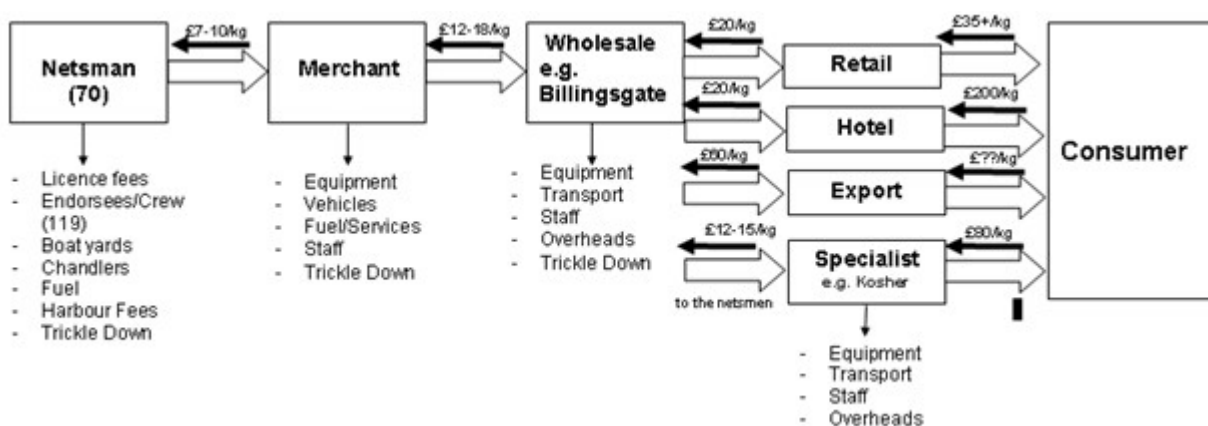 £7-10/kg
Netsman
(70)
- Licence fees
- Endorsees/Crew
(119)
- Boat yards
- Chandlers
- Fuel
- Harbour Fees
- Trickle Down
£12-18/kg
Merchant
- Equipment
- Vehicles
- Fuel/Services
- Staff
- Trickle Down
Wholesale
e.g.
Billingsgate
- Equipment
- Transport
- Staff
- Overheads
- Trickle Down
£20/kg
Retail
£35+/kg
£20/kg
Hotel
£200/kg
£60/kg
Export
£??/kg
£12-15/kg
to the netsmen
Specialist
e.g. Kosher
£80/kg
- Equipment
- Transport
- Staff
- Overheads
Consumer